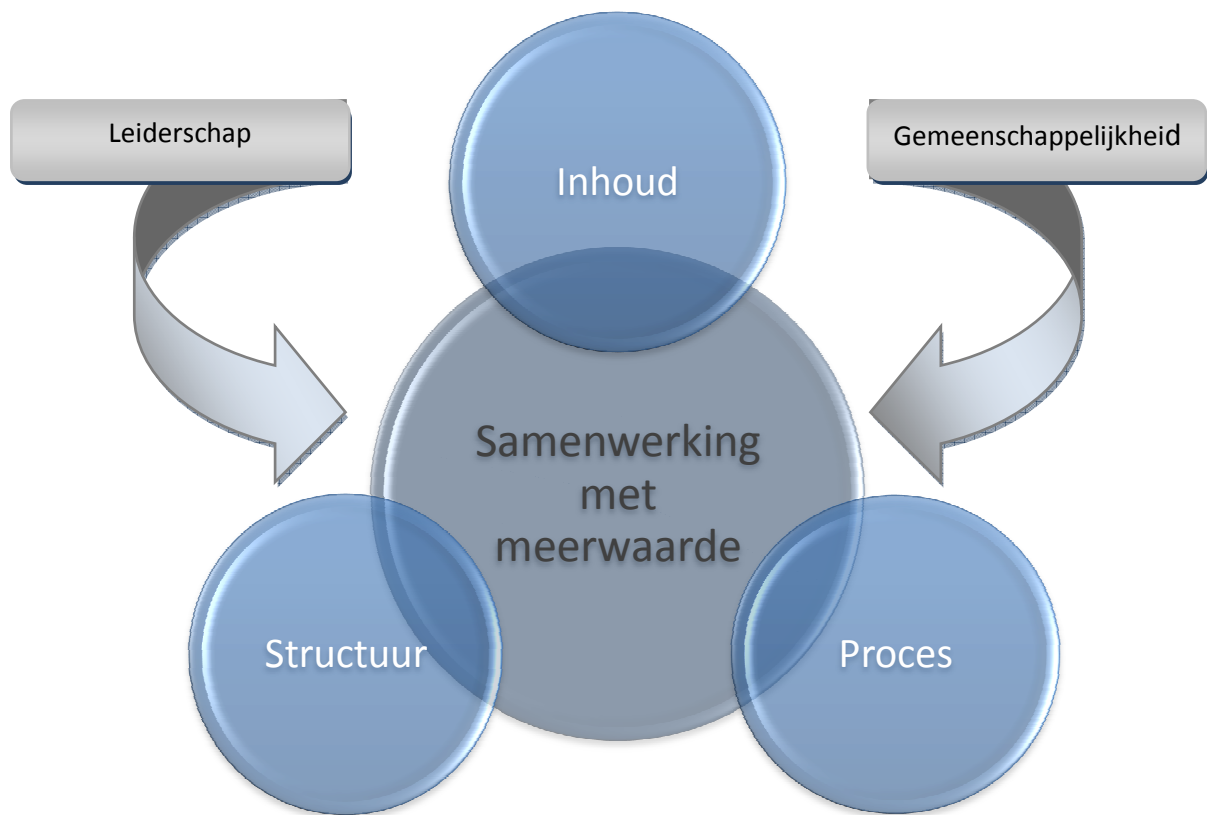 Leiderschap
Gemeenschappelijkheid
Inhoud
Samenwerking
met
meerwaarde
Structuur
Proces